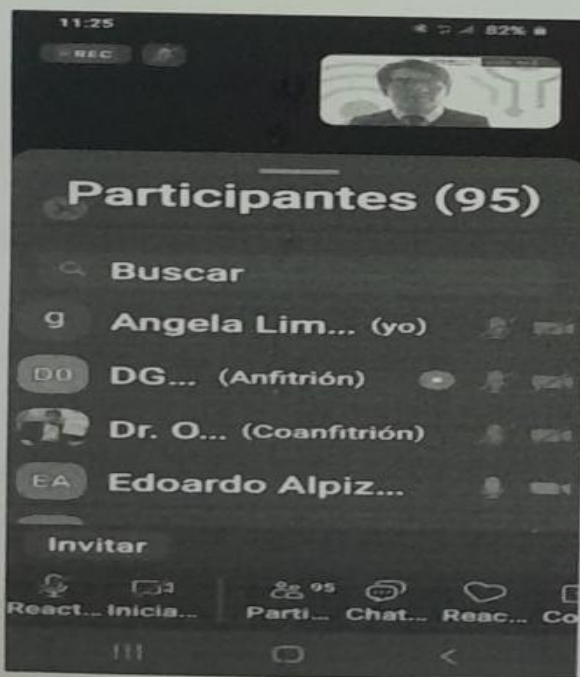 11:25 82%
REC
Participantes (95)
Buscar
g Angela Lim... (yo)
DO DG... (Anfitrión)
Dr. O... (Coanfitrión)
EA Edoardo Alpiz...
Invitar
95
React... Inicia... Parti... Chat... Reac... Co